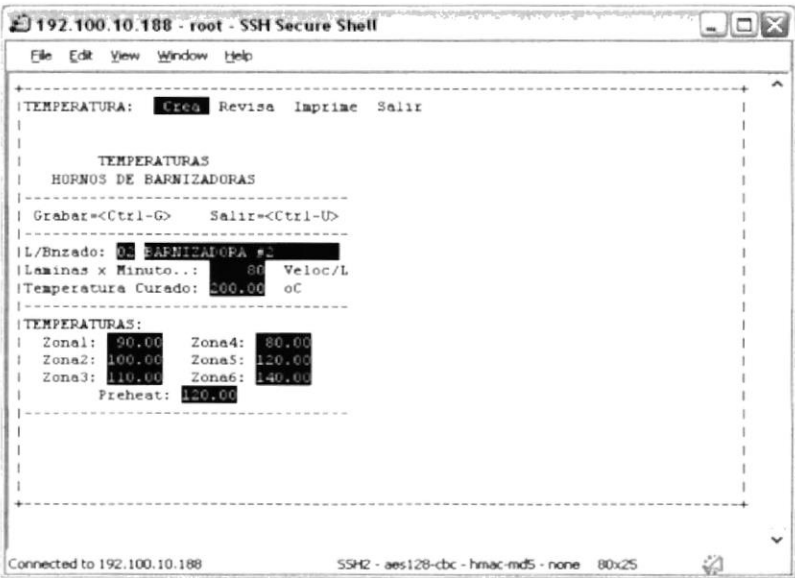 192.100.10.188 - root - SSH Secure Shell
File Edit View Window Help
TEMPERATURA: Crea Revisa Imprime Salir
TEMPERATURAS
HORNOS DE BARNIZADORAS
Grabar=<Ctrl-G> Salir=<Ctrl-U>
L/Bnzado: 02 BARNIZADORA #2
Laminas x Minuto..: 80 Veloc/L
Temperatura Curado: 200.00 oC
TEMPERATURAS:
Zona1: 90.00 Zona4: 80.00
Zona2: 100.00 Zona5: 120.00
Zona3: 110.00 Zona6: 140.00
Preheat: 120.00
Connected to 192.100.10.188 SSH2 - aes128-cbc - hmac-md5 - none 80x25